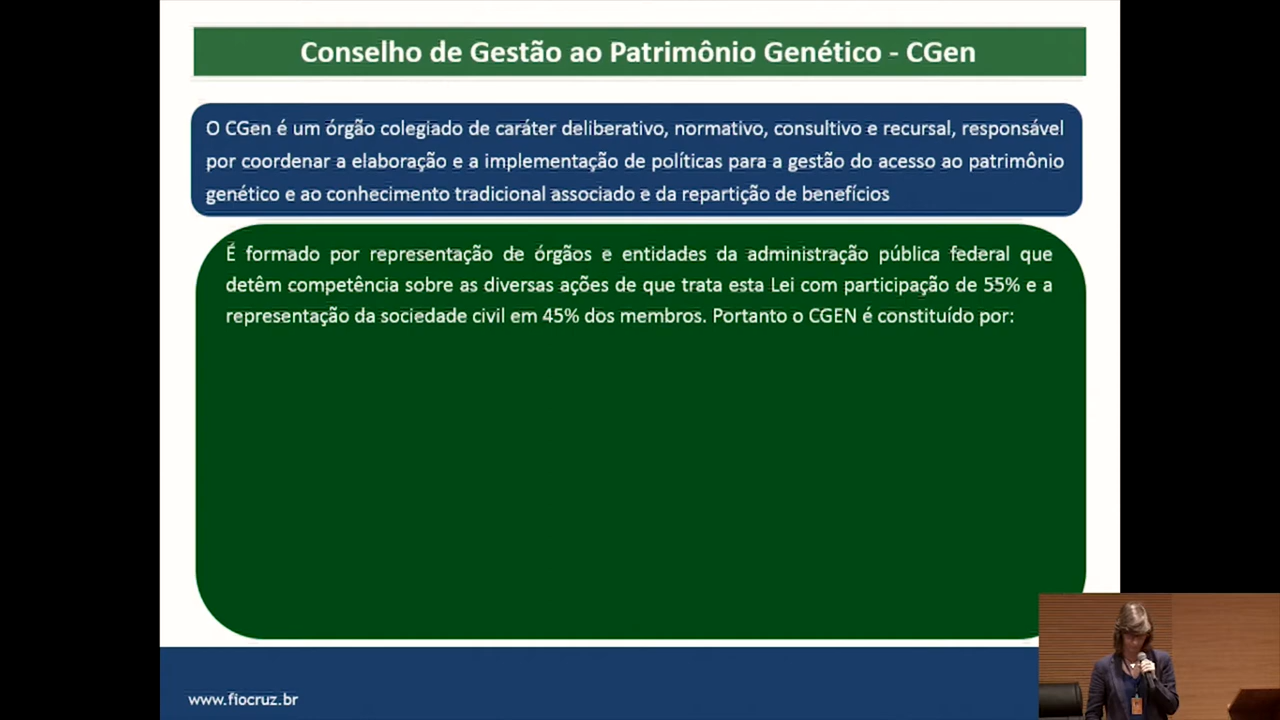 Conselho de Gestão ao Patrimônio Genético - CGen
O CGen é um órgão colegiado de caráter deliberativo, normativo, consultivo e recursal, responsável
por coordenar a elaboração e a implementação de políticas para a gestão do acesso ao patrimônio
genético e ao conhecimento tradicional associado e da repartição de benefícios
É formado por representação de órgãos e entidades da administração pública federal que
detêm competência sobre as diversas ações de que trata esta Lei com participação de 55% e a
representação da sociedade civil em 45% dos membros. Portanto o CGEN é constituído por:
www.fiocruz.br